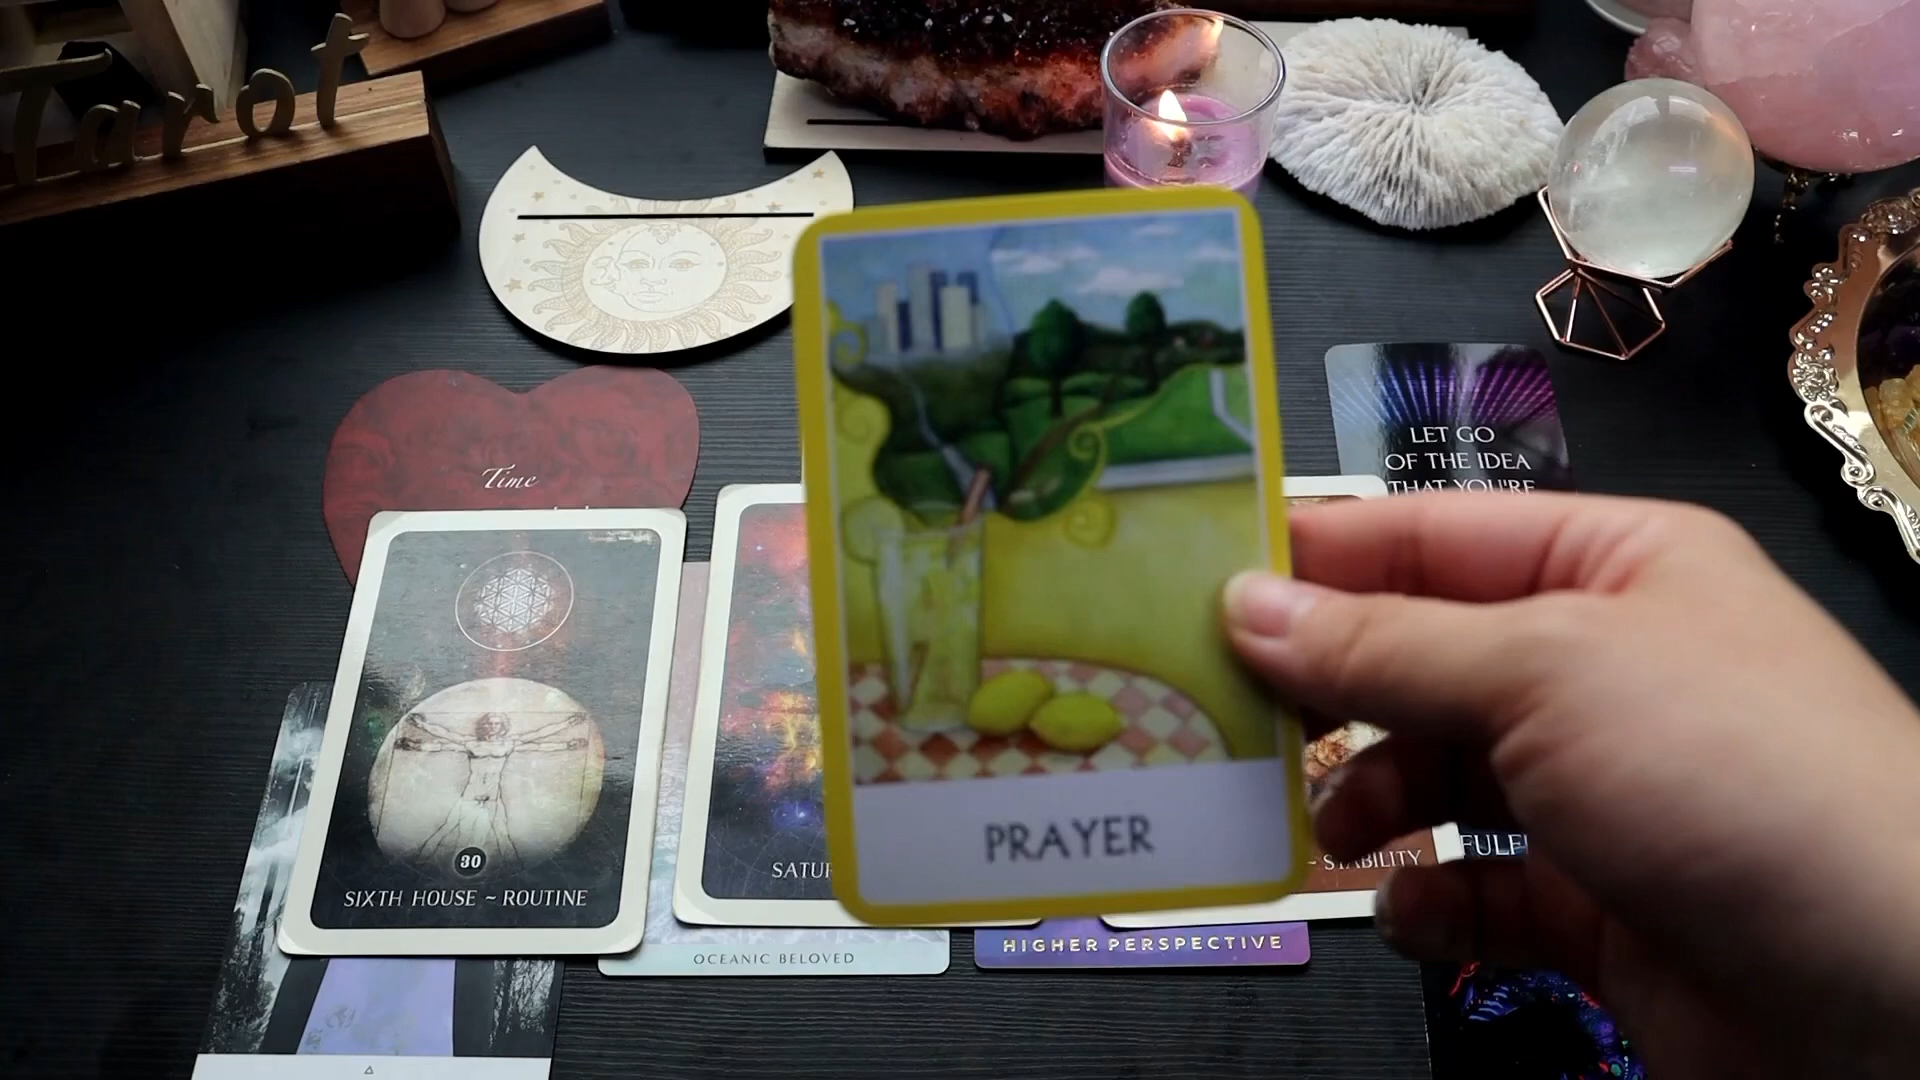 Tarot
Time
LET GO
OF THE IDEA
THAT YOU'RE
30
SIXTH HOUSE ~ ROUTINE
SATUR
PRAYER
~ STABILITY
FULF
OCEANIC BELOVED
HIGHER PERSPECTIVE